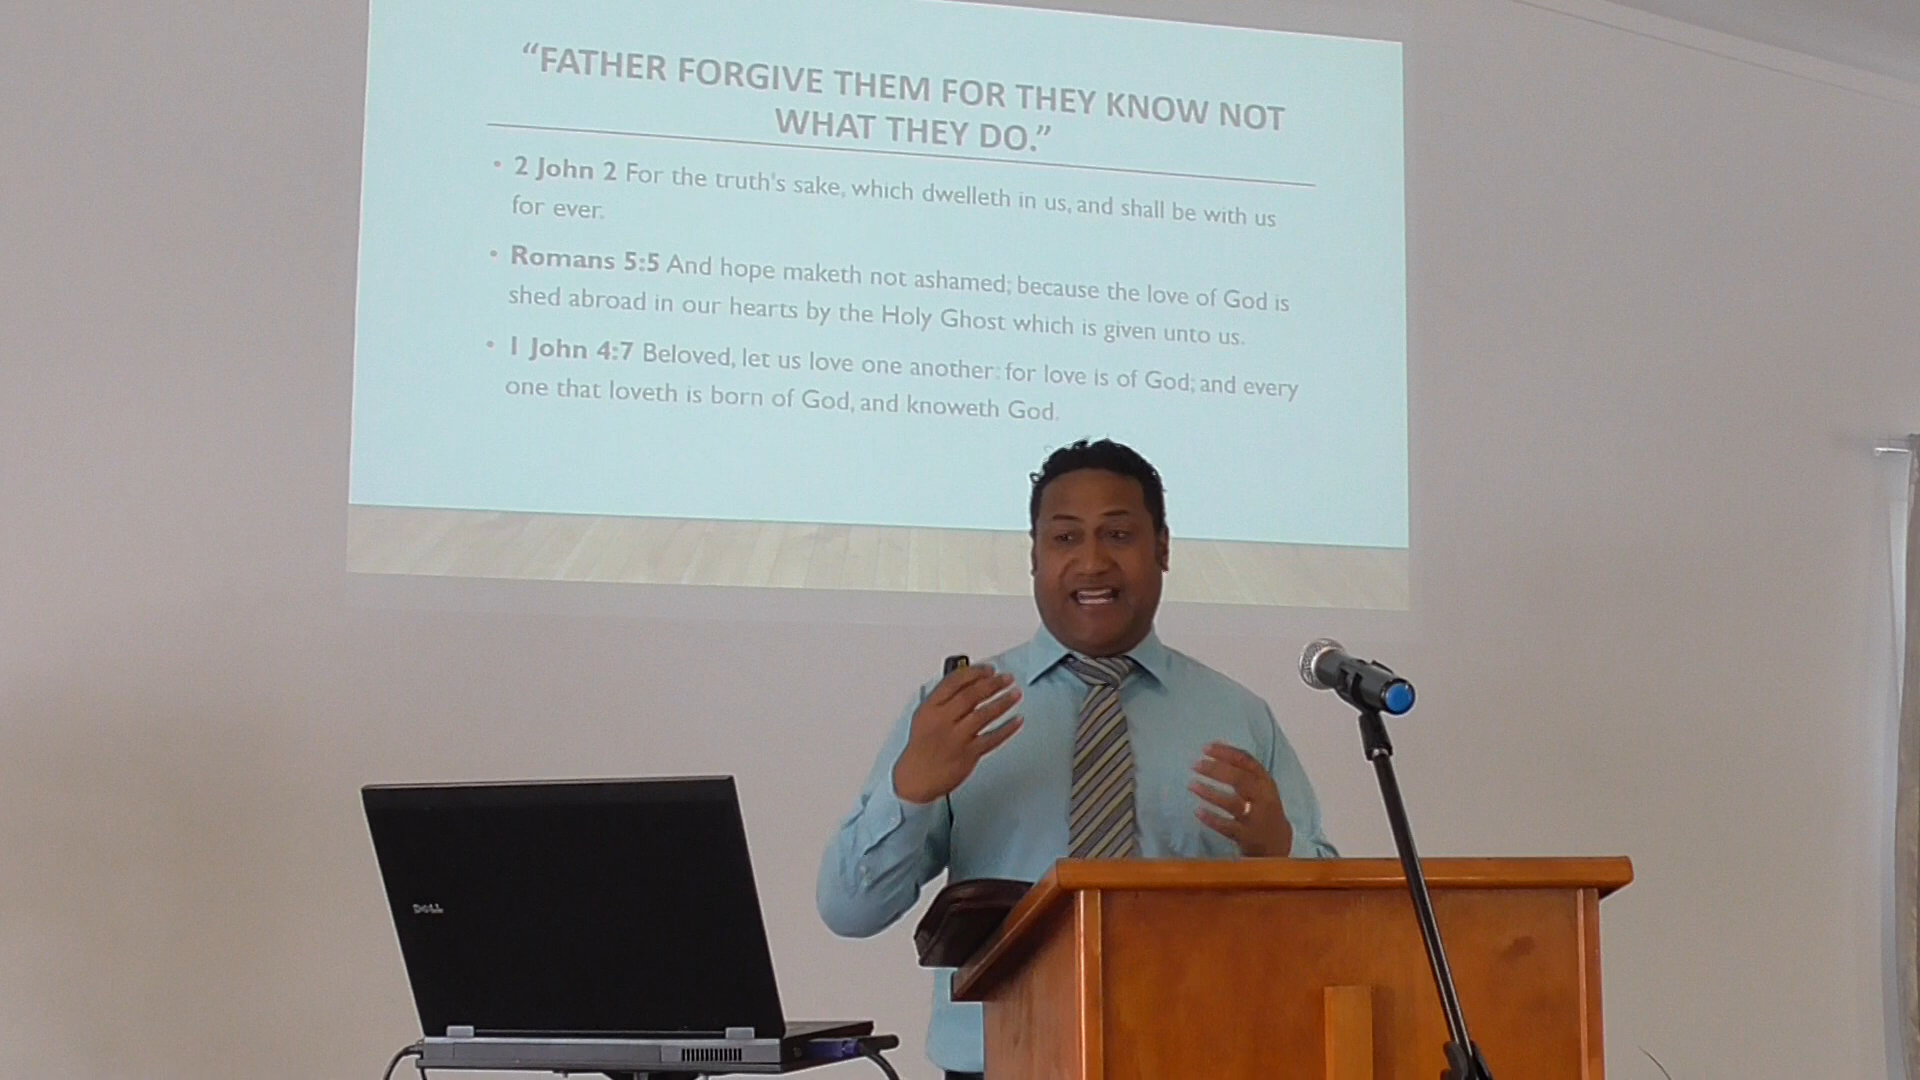 “FATHER FORGIVE THEM FOR THEY KNOW NOT
WHAT THEY DO.”
• 2 John 2 For the truth's sake, which dwelleth in us, and shall be with us
for ever.
• Romans 5:5 And hope maketh not ashamed; because the love of God is
shed abroad in our hearts by the Holy Ghost which is given unto us.
• 1 John 4:7 Beloved, let us love one another: for love is of God; and every
one that loveth is born of God, and knoweth God.
DELL